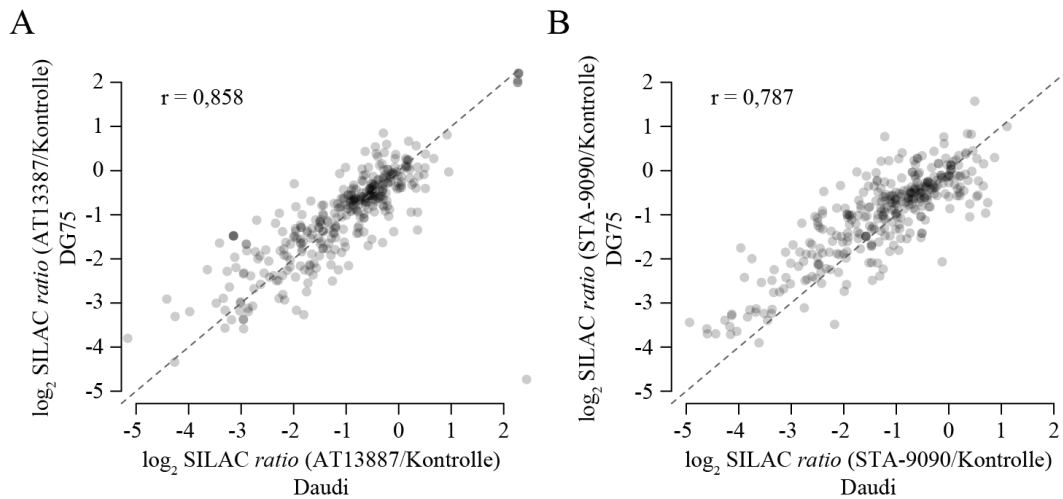 A
log₂ SILAC ratio (AT13387/Kontrolle)
DG75
r = 0,858
2
1
0
-1
-2
-3
-4
-5
-5 -4 -3 -2 -1 0 1 2
log₂ SILAC ratio (AT13887/Kontrolle)
Daudi
B
log₂ SILAC ratio (STA-9090/Kontrolle)
DG75
r = 0,787
2
1
0
-1
-2
-3
-4
-5
-5 -4 -3 -2 -1 0 1 2
log₂ SILAC ratio (STA-9090/Kontrolle)
Daudi